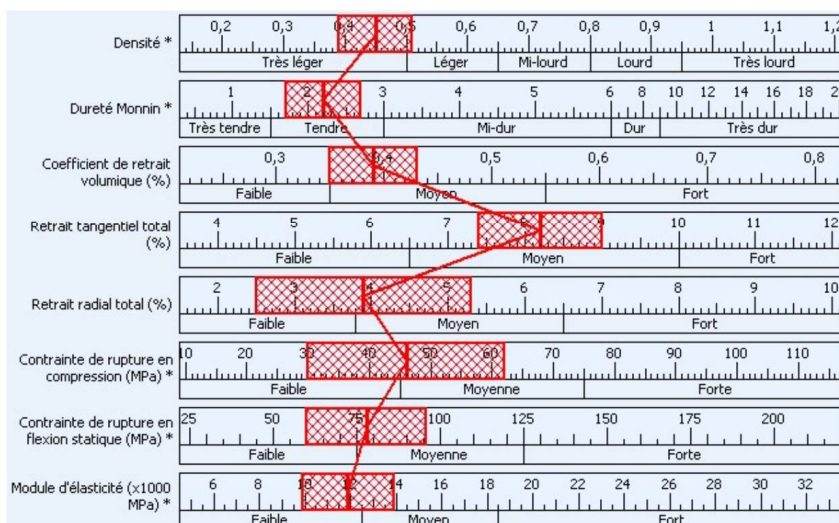 Densité *
0,2 0,3 0,4 0,5 0,6 0,7 0,8 0,9 1 1,1 1,2
Très léger Léger Mi-lourd Lourd Très lourd
Dureté Monnin *
1 2 3 4 5 6 8 10 12 14 16 18 2
Très tendre Tendre Mi-dur Dur Très dur
Coefficient de retrait
volumique (%)
0,3 0,4 0,5 0,6 0,7 0,8
Faible Moyen Fort
Retrait tangentiel total
(%)
4 5 6 7 8 9 10 11 12
Faible Moyen Fort
Retrait radial total (%)
2 3 4 5 6 7 8 9 10
Faible Moyen Fort
Contrainte de rupture en
compression (MPa) *
10 20 30 40 50 60 70 80 90 100 110
Faible Moyenne Forte
Contrainte de rupture en
flexion statique (MPa) *
25 50 75 100 125 150 175 200
Faible Moyenne Forte
Module d'élasticité (x1000
MPa) *
6 8 10 12 14 16 18 20 22 24 26 28 30 32
Faible Moyen Fort